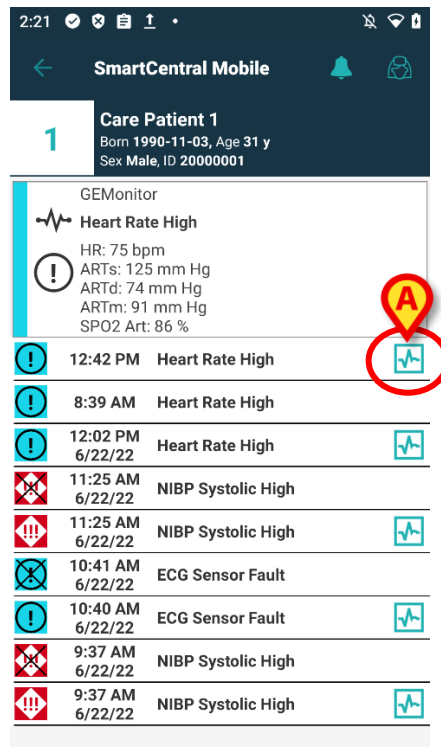 2:21
SmartCentral Mobile
1
Care Patient 1
Born 1990-11-03, Age 31 y
Sex Male, ID 20000001
GEMonitor
Heart Rate High
! HR: 75 bpm
ARTs: 125 mm Hg
ARTd: 74 mm Hg
ARTm: 91 mm Hg
SPO2 Art: 86 %
A
! 12:42 PM Heart Rate High
! 8:39 AM Heart Rate High
! 12:02 PM Heart Rate High
6/22/22
!!! 11:25 AM NIBP Systolic High
6/22/22
!!! 11:25 AM NIBP Systolic High
6/22/22
! 10:41 AM ECG Sensor Fault
6/22/22
! 10:40 AM ECG Sensor Fault
6/22/22
!!! 9:37 AM NIBP Systolic High
6/22/22
!!! 9:37 AM NIBP Systolic High
6/22/22